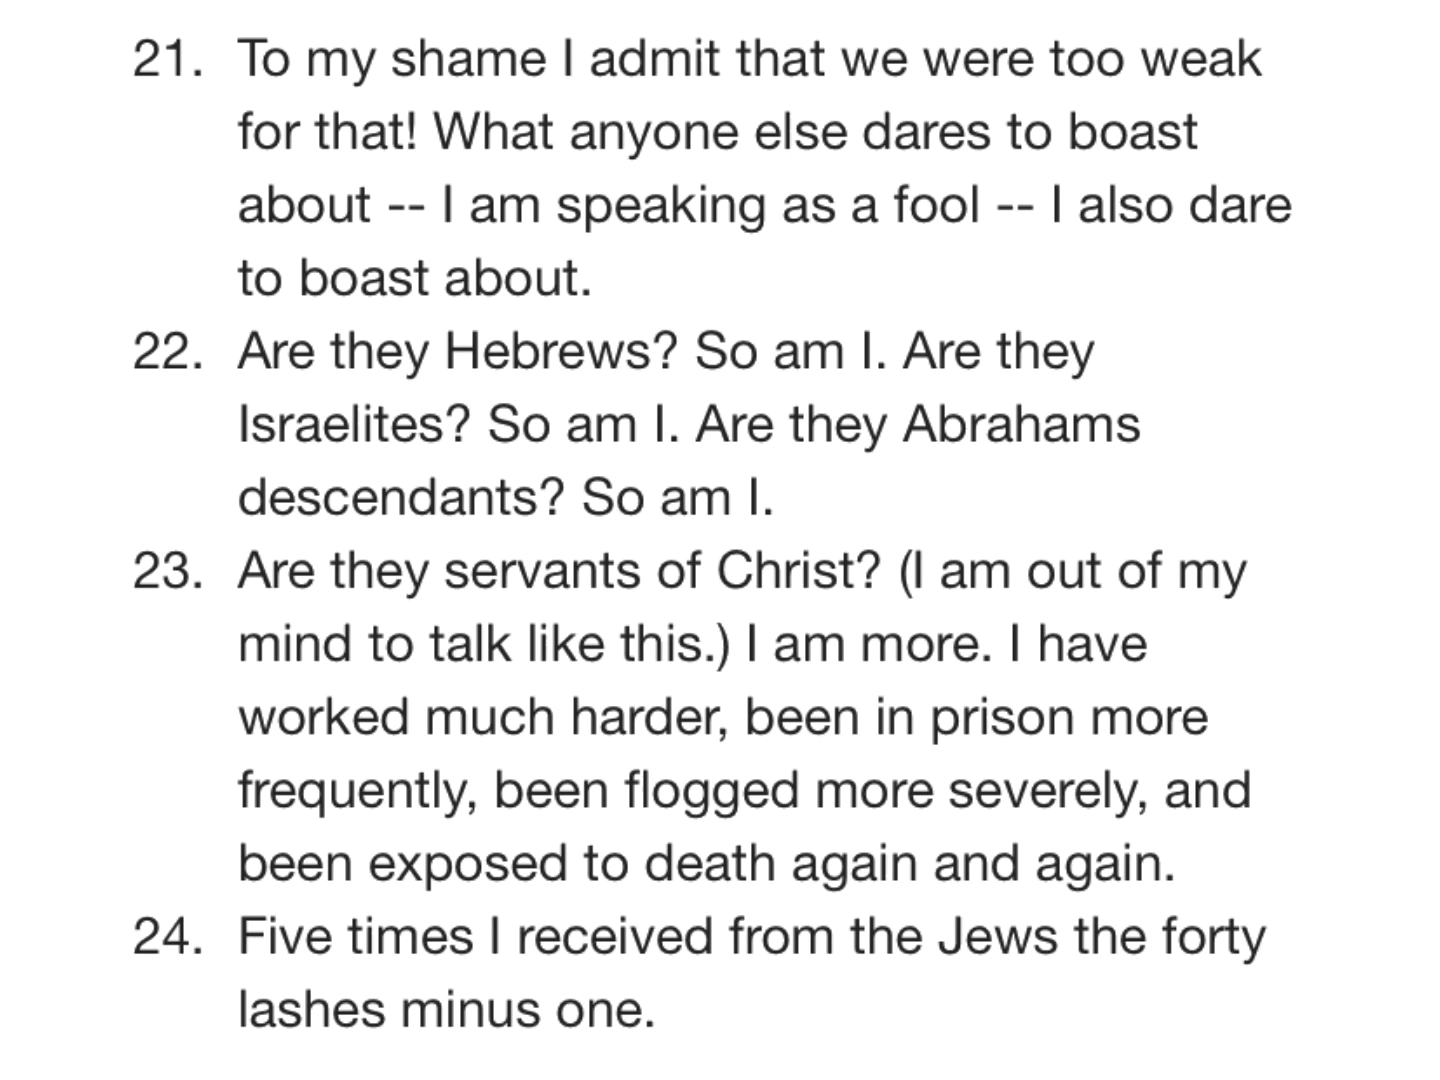 21. To my shame I admit that we were too weak
for that! What anyone else dares to boast
about -- I am speaking as a fool -- I also dare
to boast about.
22. Are they Hebrews? So am I. Are they
Israelites? So am I. Are they Abrahams
descendants? So am I.
23. Are they servants of Christ? (I am out of my
mind to talk like this.) I am more. I have
worked much harder, been in prison more
frequently, been flogged more severely, and
been exposed to death again and again.
24. Five times I received from the Jews the forty
lashes minus one.